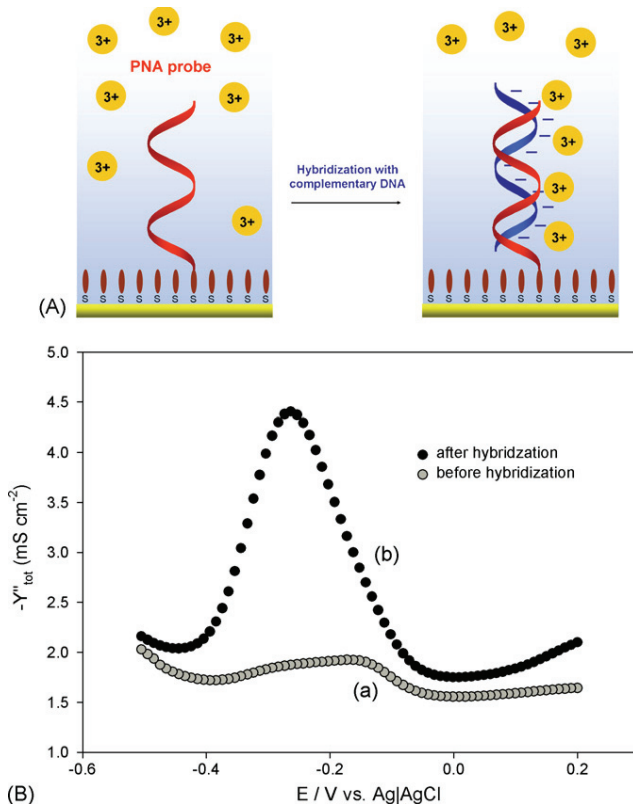 3+ 3+ 3+
PNA probe
3+ 3+
3+
3+
S S S S S S S S S S
Hybridization with
complementary DNA
3+ 3+ 3+
3+
3+
3+
3+
S S S S S S S S S S
(A)
5.0
4.5
4.0
3.5
3.0
2.5
2.0
1.5
1.0
-Y"tot (mS cm-2)
after hybridzation
before hybridization
(b)
(a)
-0.6 -0.4 -0.2 0.0 0.2
E / V vs. Ag|AgCl
(B)